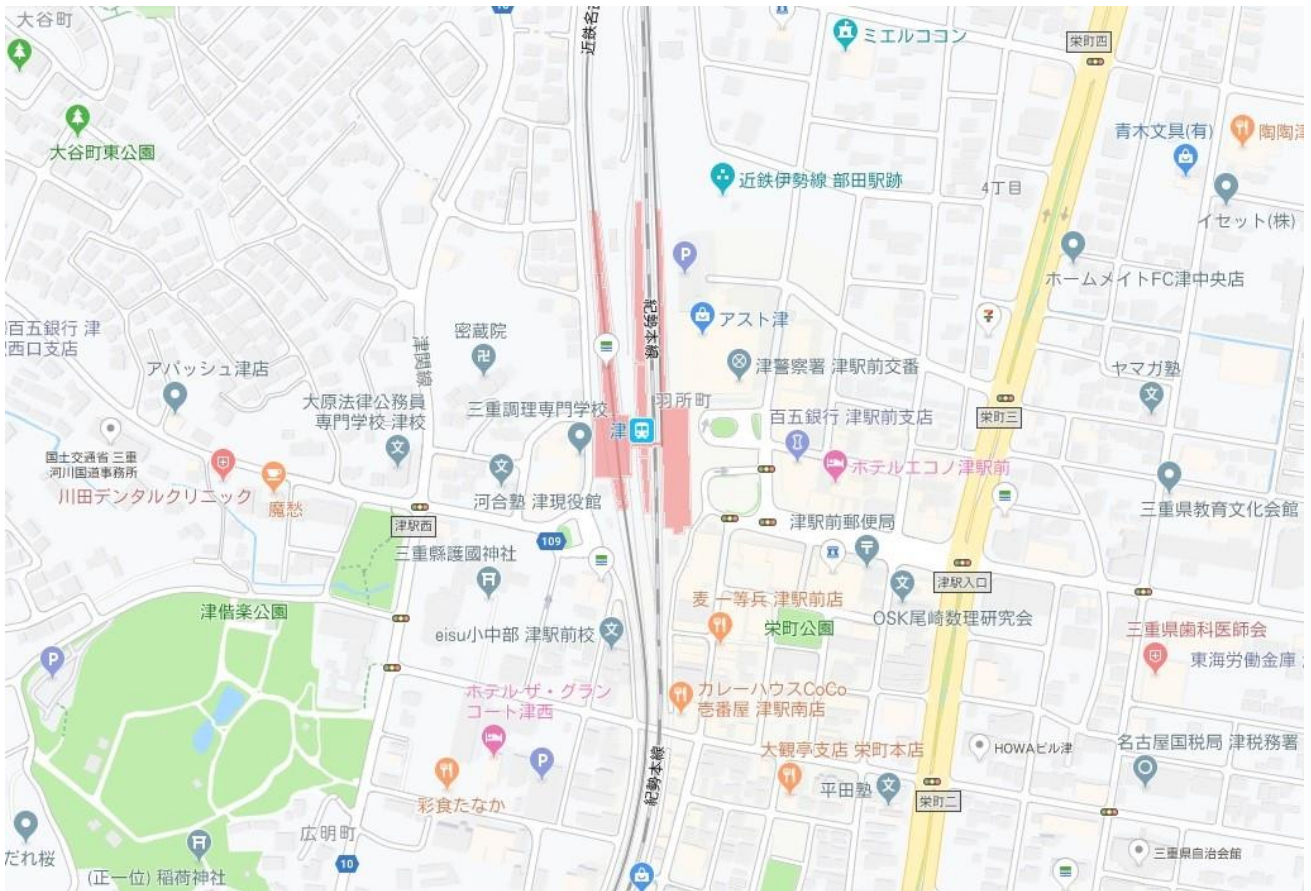 大谷町
10
近鉄名
ミエルココン
栄町四
大谷町東公園
青木文具(有)
陶陶津
近鉄伊勢線 部田駅跡
4丁目
イセット(株)
ホームメイトFC津中央店
P
紀勢本線
アスト津
7
百五銀行 津
西口支店
津関線
密蔵院
アパッシュ津店
津警察署 津駅前交番
ヤマガ塾
大原法律公務員
専門学校 津校
三重調理専門学校
羽所町
百五銀行 津駅前支店
栄町三
津
国土交通省 三重
河川国道事務所
ホテルエコノ津駅前
川田デンタルクリニック
魔愁
河合塾 津現役館
三重県教育文化会館
津駅西
109
津駅前郵便局
三重縣護國神社
津駅入口
津偕楽公園
麦 一等兵 津駅前店
OSK尾崎数理研究会
eisu小中部 津駅前校
栄町公園
三重県歯科医師会
P
東海労働金庫
ホテル ザ・グラン
コート津西
カレーハウスCoCo
壱番屋 津駅南店
大観亭支店 栄町本店
HOWAビル津
名古屋国税局 津税務署
P
紀勢本線
彩食たなか
平田塾
栄町二
広明町
だれ桜
10
三重県自治会館
(正一位) 稲荷神社